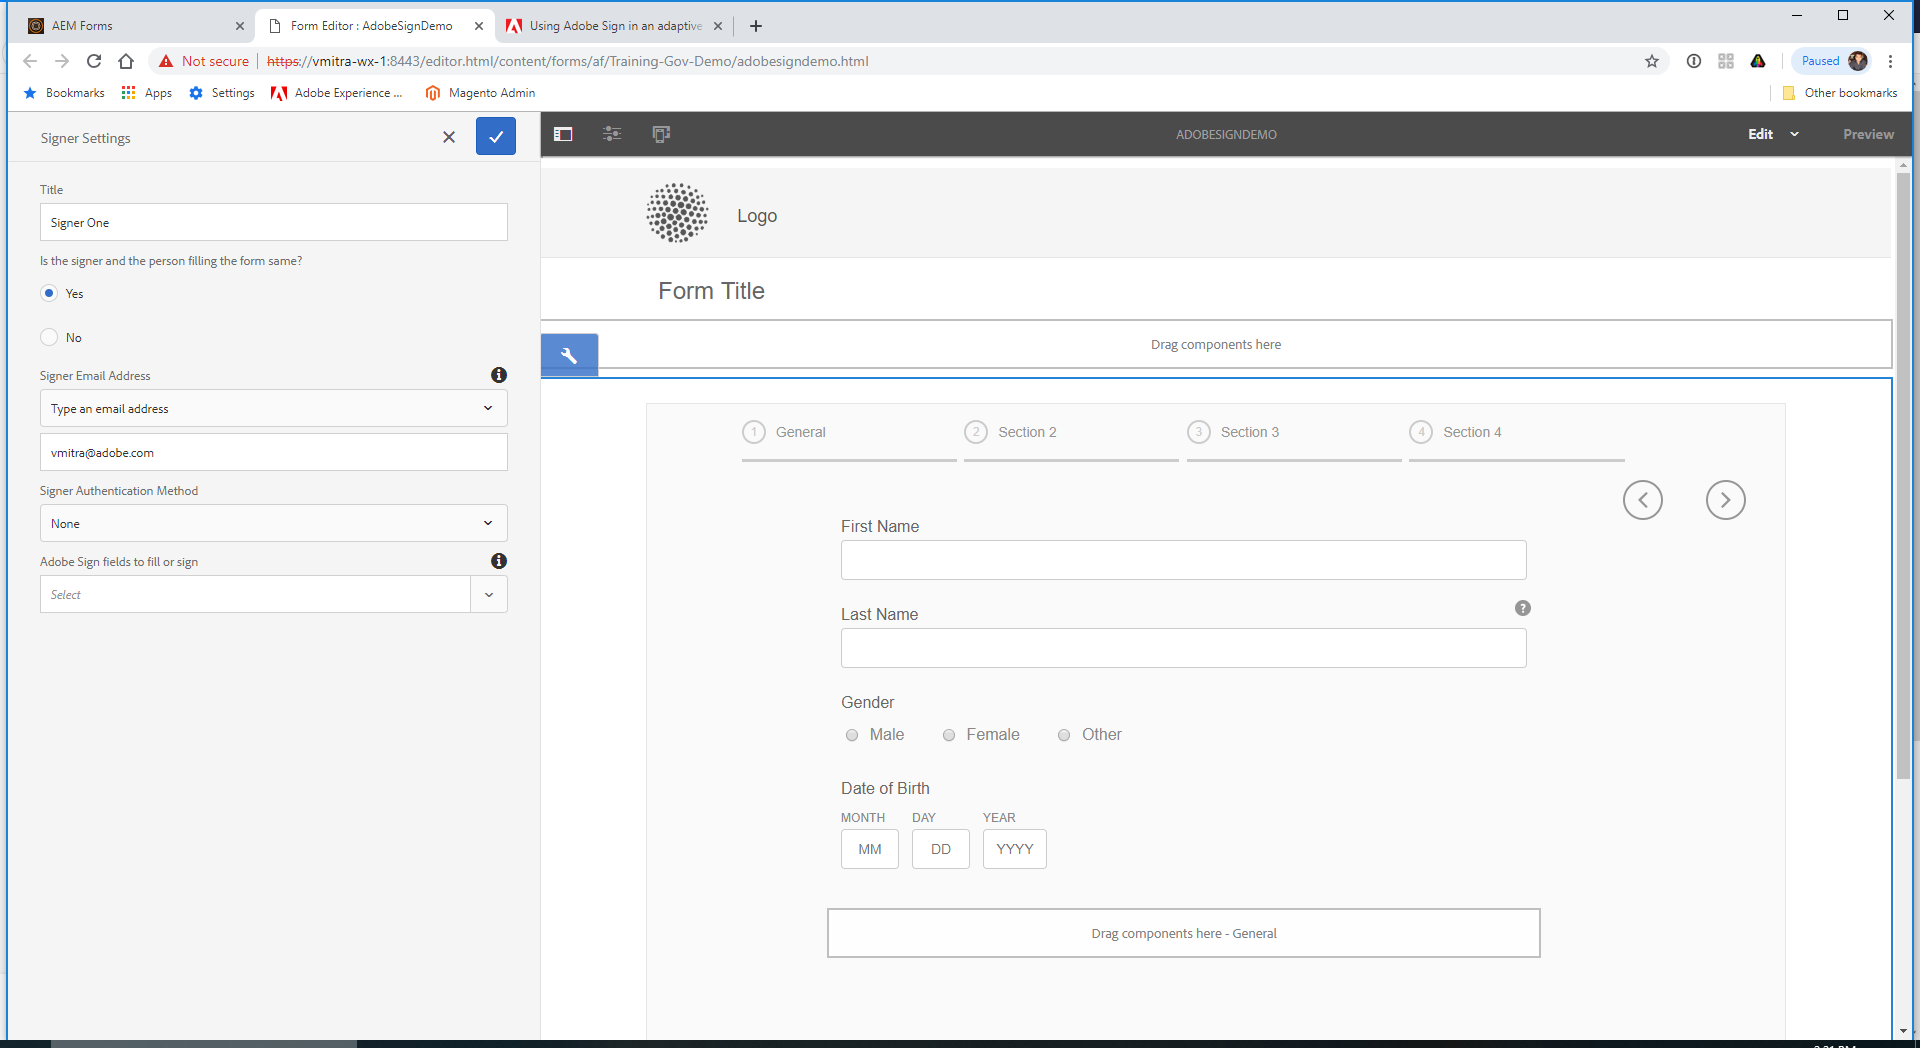 AEM Forms
Form Editor : AdobeSignDemo
Using Adobe Sign in an adaptive
Not secure
https://vmitra-wx-1:8443/editor.html/content/forms/af/Training-Gov-Demo/adobesigndemo.html
Paused
Bookmarks
Apps
Settings
Adobe Experience ...
Magento Admin
Other bookmarks
Signer Settings
ADOBESIGNDEMO
Edit
Preview
Title
Signer One
Is the signer and the person filling the form same?
Yes
No
Signer Email Address
Type an email address
vmitra@adobe.com
Signer Authentication Method
None
Adobe Sign fields to fill or sign
Select
Logo
Form Title
Drag components here
1 General
2 Section 2
3 Section 3
4 Section 4
First Name
Last Name
?
Gender
Male
Female
Other
Date of Birth
MONTH DAY YEAR
MM DD YYYY
Drag components here - General